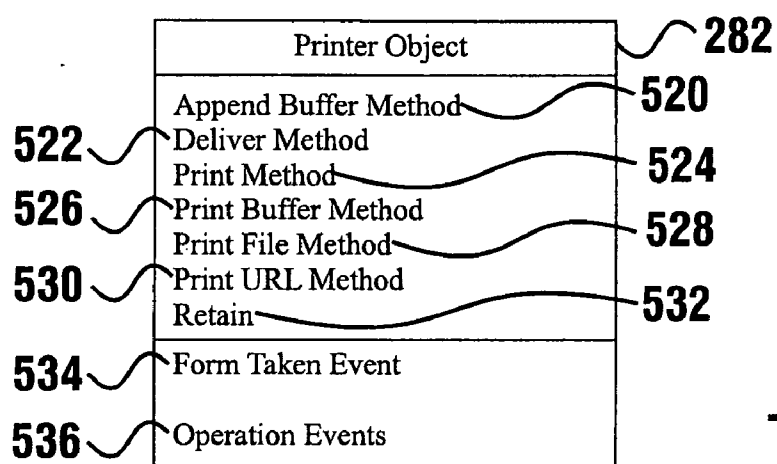 Printer Object 282
Append Buffer Method 520
522 Deliver Method
Print Method 524
526 Print Buffer Method
Print File Method 528
530 Print URL Method
Retain 532
534 Form Taken Event
536 Operation Events